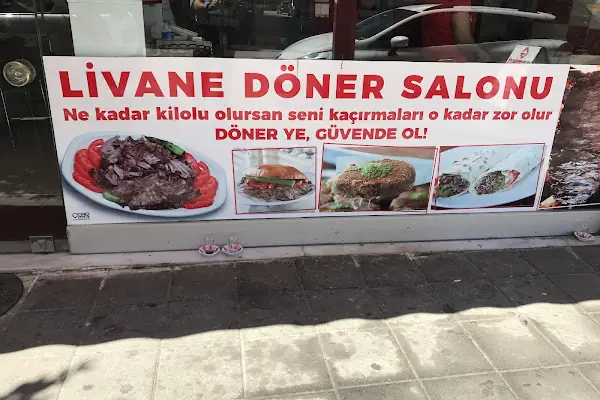 LİVANE DÖNER SALONU
Ne kadar kilolu olursan seni kaçırmaları o kadar zor olur
DÖNER YE, GÜVENDE OL!